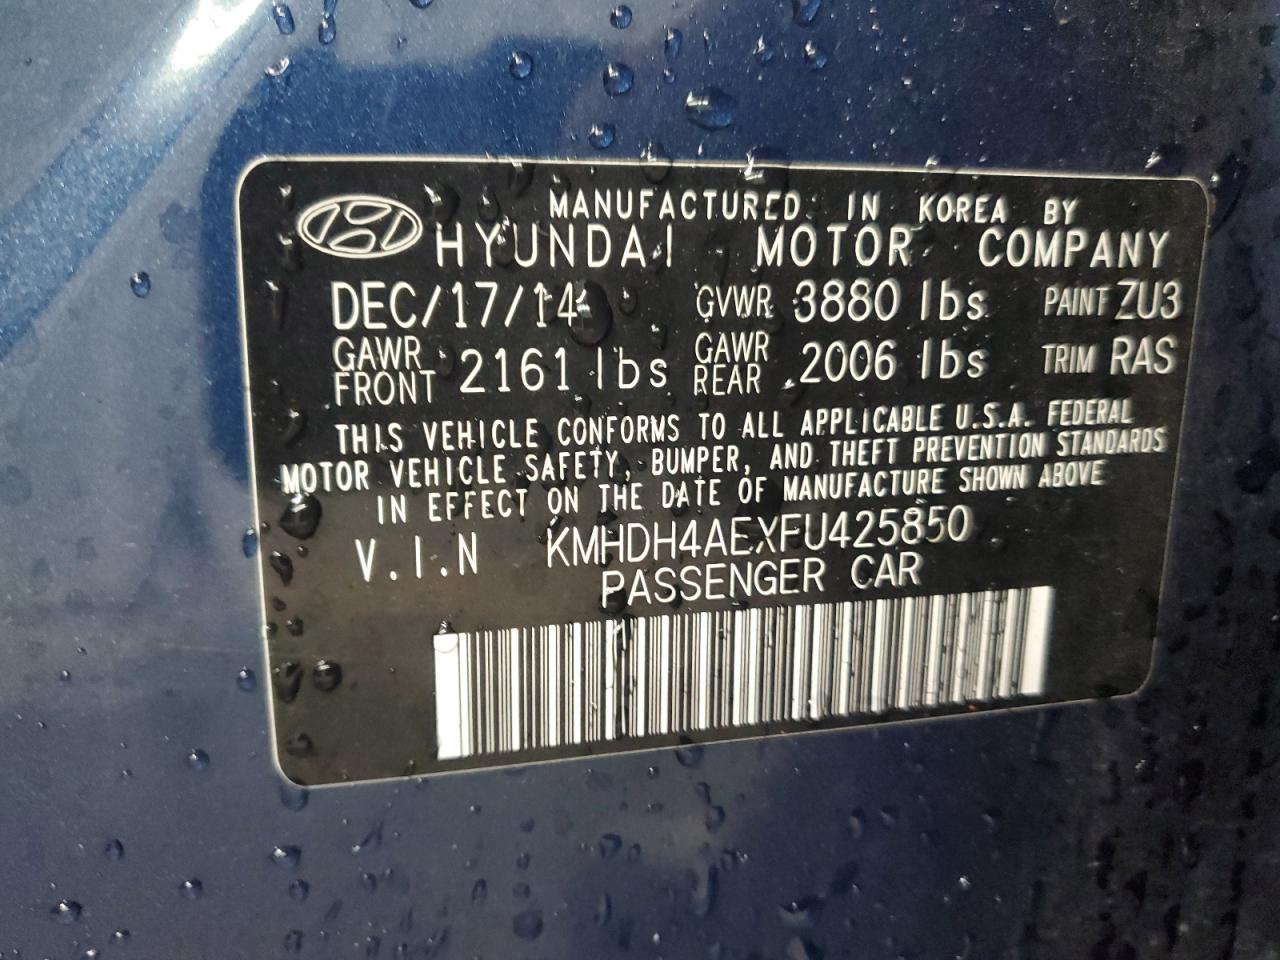 MANUFACTURED IN KOREA BY
HYUNDAI MOTOR COMPANY
DEC/17/14 GVWR 3880 lbs PAINT ZU3
GAWR FRONT 2161 lbs GAWR REAR 2006 lbs TRIM RAS
THIS VEHICLE CONFORMS TO ALL APPLICABLE U.S.A. FEDERAL
MOTOR VEHICLE SAFETY, BUMPER, AND THEFT PREVENTION STANDARDS
IN EFFECT ON THE DATE OF MANUFACTURE SHOWN ABOVE
V.I.N KMHDH4AEXFU425850
PASSENGER CAR